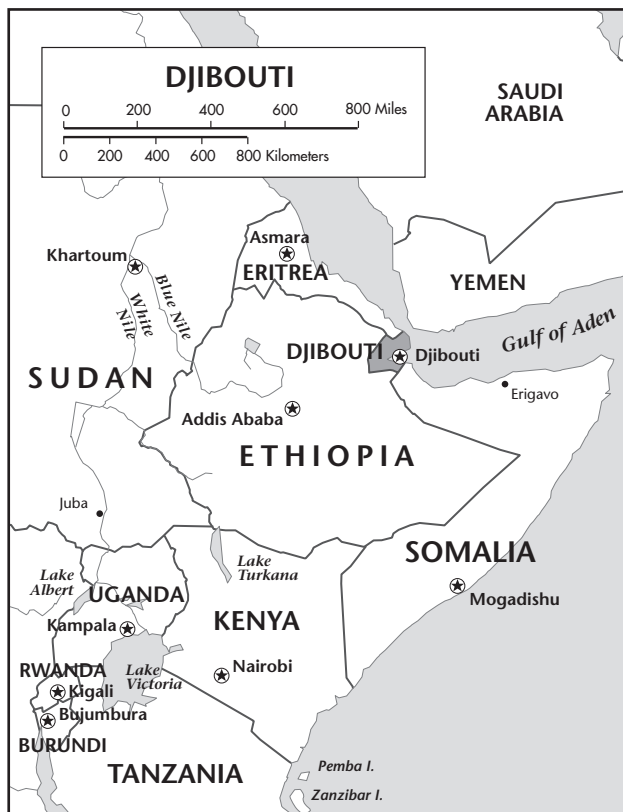 DJIBOUTI
0 200 400 600 800 Miles
0 200 400 600 800 Kilometers
SAUDI
ARABIA
Asmara
Khartoum
ERITREA
YEMEN
Blue Nile
White
Nile
Gulf of Aden
DJIBOUTI
Djibouti
SUDAN
Erigavo
Addis Ababa
ETHIOPIA
Juba
SOMALIA
Lake
Turkana
Lake
Albert
UGANDA
Mogadishu
KENYA
Kampala
RWANDA
Lake
Victoria
Nairobi
Kigali
Bujumbura
BURUNDI
TANZANIA
Pemba I.
Zanzibar I.